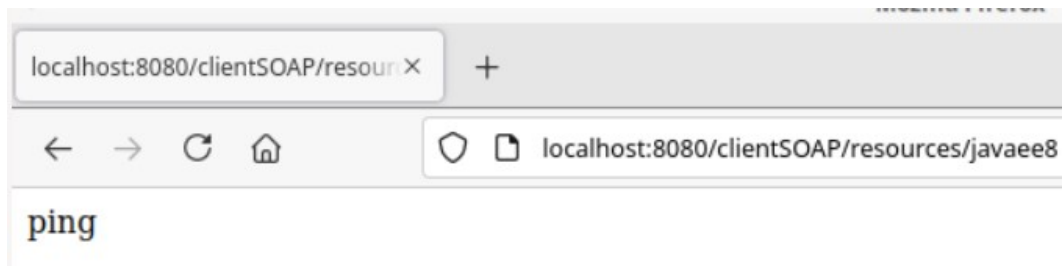 localhost:8080/clientSOAP/resour
localhost:8080/clientSOAP/resources/javaee8
ping